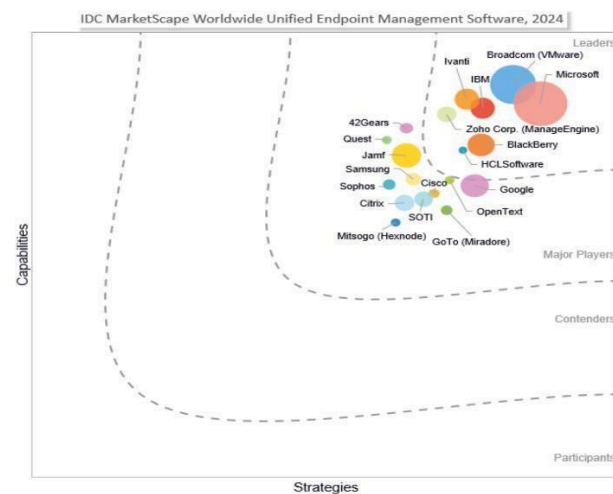 IDC MarketScape Worldwide Unified Endpoint Management Software, 2024
Leaders
Broadcom (VMware)
Ivanti
Microsoft
IBM
42Gears
Zoho Corp. (ManageEngine)
Quest
BlackBerry
Jamf
HCLSoftware
Samsung
Cisco
Sophos
Google
Citrix
OpenText
SOTI
Mitsogo (Hexnode)
GoTo (Miradore)
Major Players
Capabilities
Contenders
Participants
Strategies